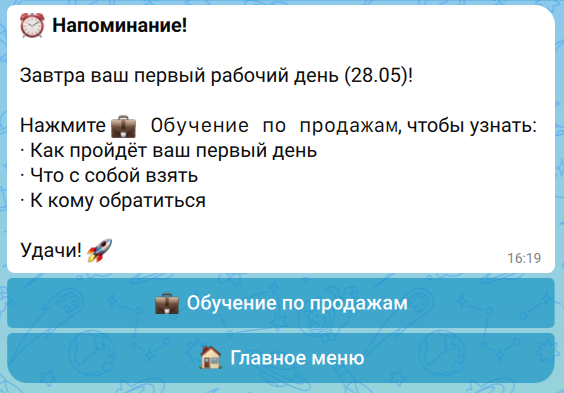 ⏰ Напоминание!
Завтра ваш первый рабочий день (28.05)!
Нажмите 💼 Обучение по продажам, чтобы узнать:
· Как пройдёт ваш первый день
· Что с собой взять
· К кому обратиться
Удачи! 🚀
16:19
💼 Обучение по продажам
🏠 Главное меню